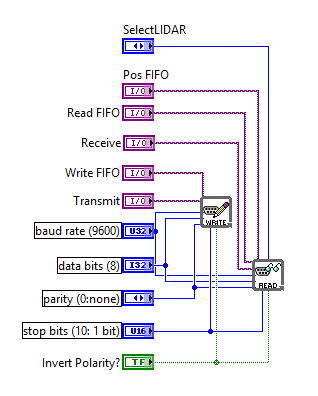 SelectLIDAR
Pos FIFO
I/O
Read FIFO
I/O
Receive
I/O
Write FIFO
I/O
Transmit
I/O
WRITE
baud rate (9600)
U32
data bits (8)
I32
READ
parity (0:none)
stop bits (10: 1 bit)
U16
Invert Polarity?
TF